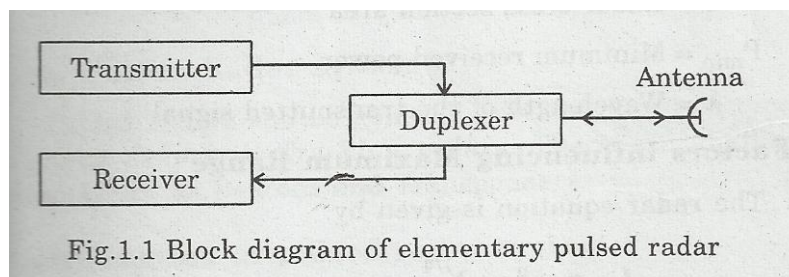 Transmitter
Antenna
Duplexer
Receiver
Fig.1.1 Block diagram of elementary pulsed radar